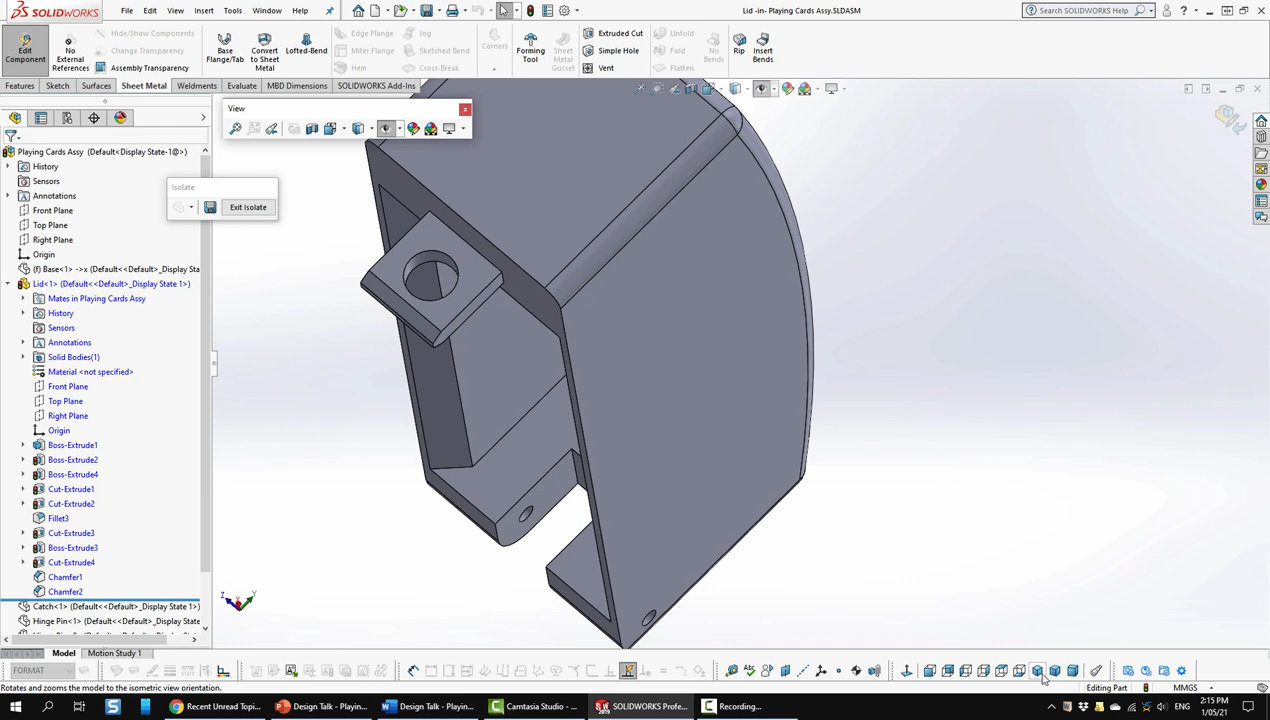 SOLIDWORKS
File
Edit
View
Insert
Tools
Window
Help
Lid -in- Playing Cards Assy.SLDASM
Search SOLIDWORKS Help
Edit Component
No External References
Hide/Show Components
Change Transparency
Assembly Transparency
Base Flange/Tab
Convert to Sheet Metal
Lofted-Bend
Edge Flange
Miter Flange
Hem
Jog
Sketched Bend
Cross-Break
Corners
Forming Tool
Sheet Metal Gusset
Extruded Cut
Simple Hole
Vent
Unfold
Fold
Flatten
No Bends
Rip
Insert Bends
Features
Sketch
Surfaces
Sheet Metal
Weldments
Evaluate
MBD Dimensions
SOLIDWORKS Add-Ins
View
Isolate
Exit Isolate
Playing Cards Assy (Default<Display State-1@>)
History
Sensors
Annotations
Front Plane
Top Plane
Right Plane
Origin
(f) Base<1> ->x (Default<<Default>_Display Sta
Lid<1> (Default<<Default>_Display State 1>)
Mates in Playing Cards Assy
History
Sensors
Annotations
Solid Bodies(1)
Material <not specified>
Front Plane
Top Plane
Right Plane
Origin
Boss-Extrude1
Boss-Extrude2
Boss-Extrude4
Cut-Extrude1
Cut-Extrude2
Fillet3
Cut-Extrude3
Boss-Extrude3
Cut-Extrude4
Chamfer1
Chamfer2
Catch<1> (Default<<Default>_Display State 1>)
Hinge Pin<1> (Default<<Default>_Display Sta
Z
Y
Model
Motion Study 1
FORMAT
Rotates and zooms the model to the isometric view orientation.
Editing Part
MMGS
Recent Unread Topi...
Design Talk - Playin...
Design Talk - Playin...
Camtasia Studio - ...
SOLIDWORKS Profe...
Recording...
ENG
2:15 PM
1/05/21